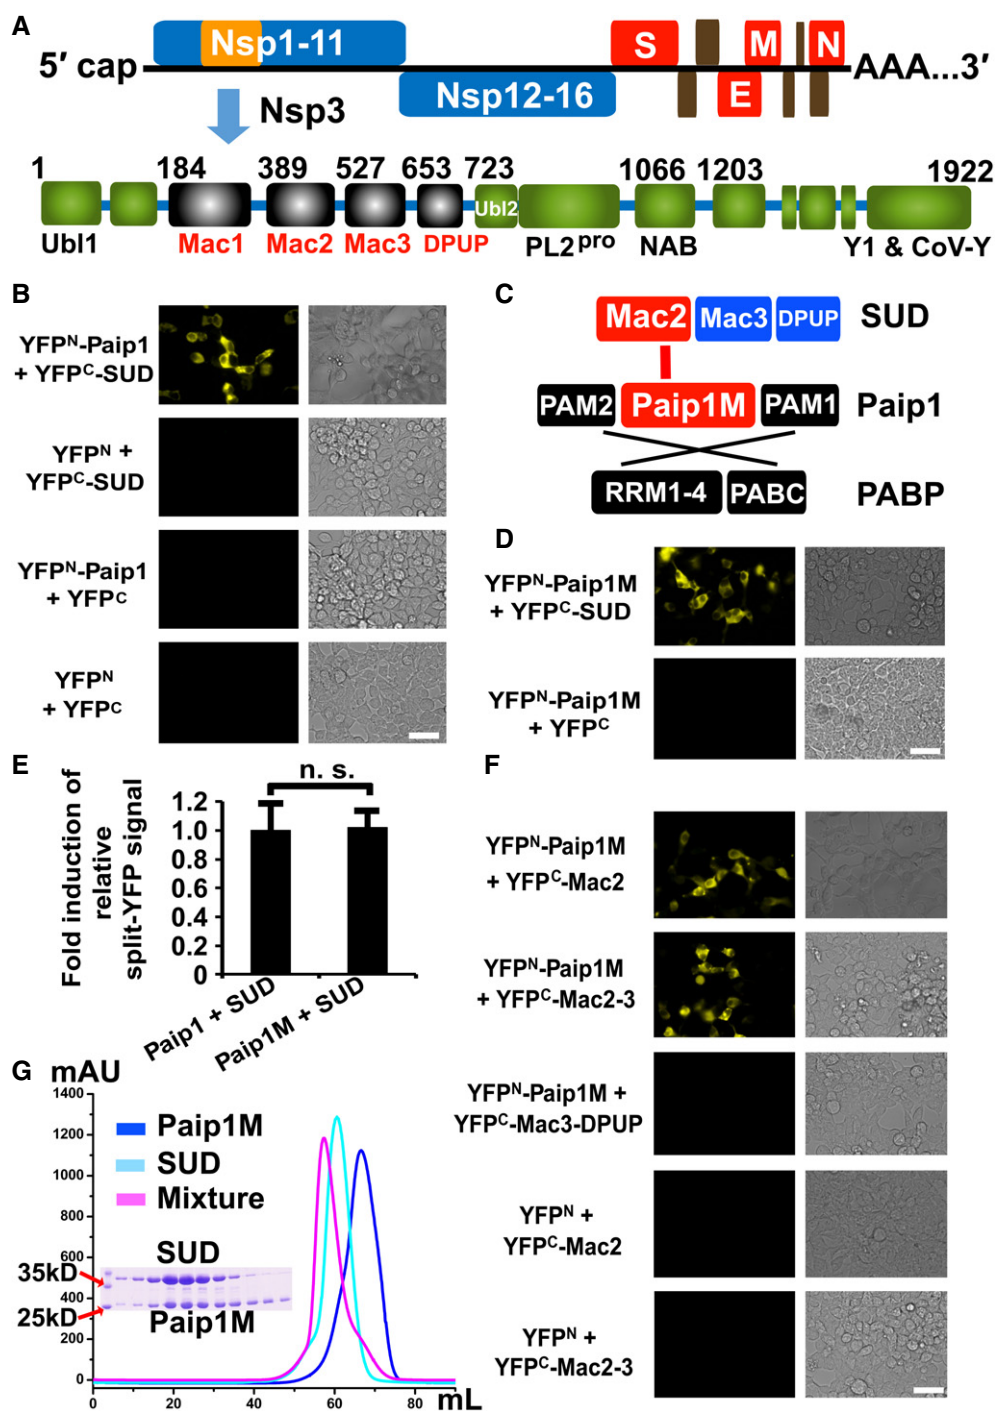 A
Nsp1-11
S
M
N
5′ cap
AAA...3′
Nsp12-16
E
Nsp3
1
184
389
527
653
723
1066
1203
1922
Ubl2
Ubl1
Mac1
Mac2
Mac3
DPUP
PL2pro
NAB
Y1 & CoV-Y
B
YFPN-Paip1
+ YFPC-SUD
YFPN +
YFPC-SUD
YFPN-Paip1
+ YFPC
YFPN
+ YFPC
C
Mac2
Mac3
DPUP
SUD
PAM2
Paip1M
PAM1
Paip1
RRM1-4
PABC
PABP
D
YFPN-Paip1M
+ YFPC-SUD
YFPN-Paip1M
+ YFPC
E
Fold induction of
relative
split-YFP signal
n. s.
1.2
1.0
0.8
0.6
0.4
0.2
0
Paip1 + SUD
Paip1M + SUD
F
YFPN-Paip1M
+ YFPC-Mac2
YFPN-Paip1M
+ YFPC-Mac2-3
YFPN-Paip1M +
YFPC-Mac3-DPUP
YFPN +
YFPC-Mac2
YFPN +
YFPC-Mac2-3
G
mAU
1400
1200
1000
800
600
400
200
0
Paip1M
SUD
Mixture
SUD
35kD
25kD
Paip1M
0
20
40
60
80
mL